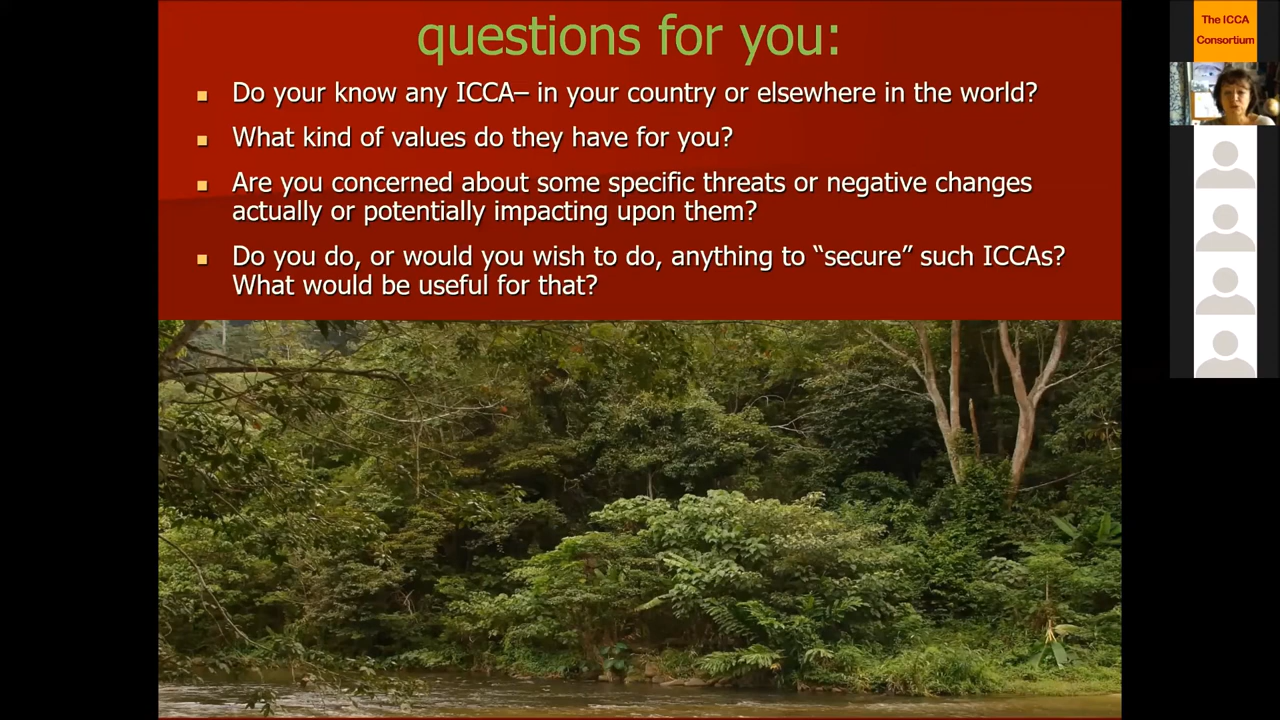 questions for you:
Do your know any ICCA– in your country or elsewhere in the world?
What kind of values do they have for you?
Are you concerned about some specific threats or negative changes
actually or potentially impacting upon them?
Do you do, or would you wish to do, anything to “secure” such ICCAs?
What would be useful for that?
The ICCA
Consortium